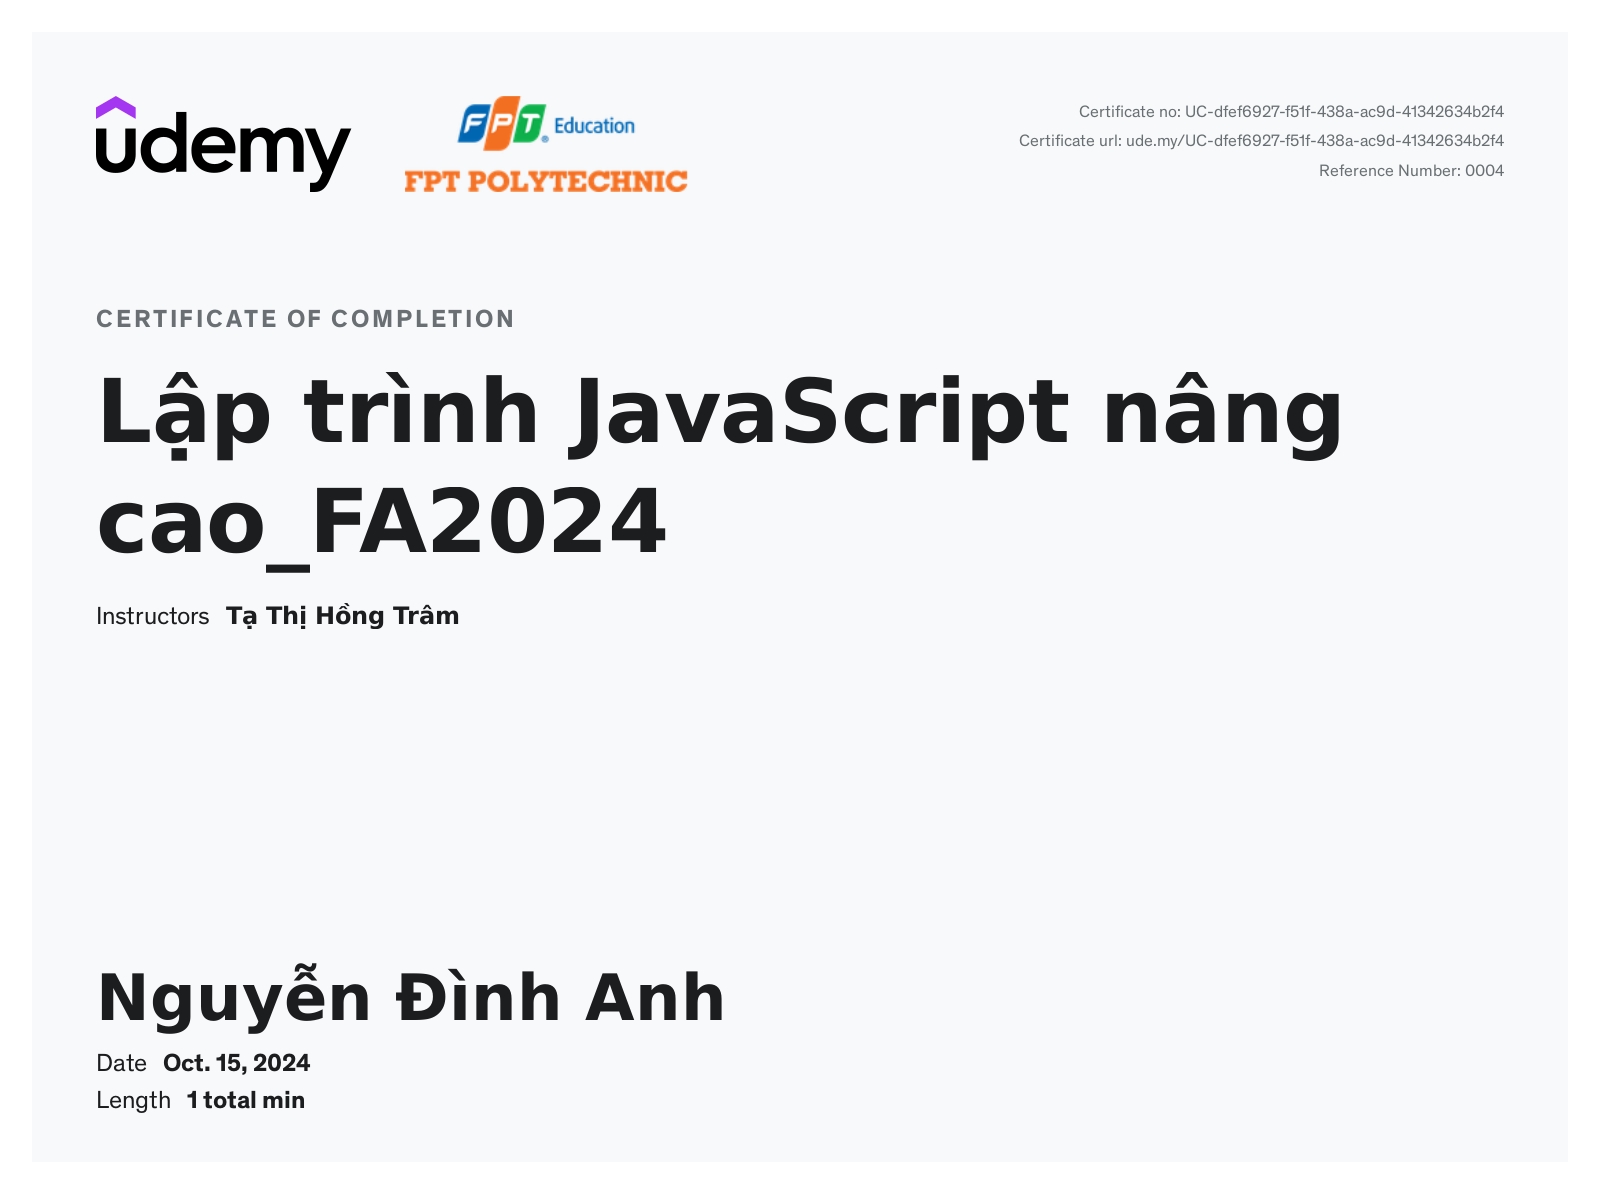 udemy
FPT Education
FPT POLYTECHNIC
Certificate no: UC-dfef6927-f51f-438a-ac9d-41342634b2f4
Certificate url: ude.my/UC-dfef6927-f51f-438a-ac9d-41342634b2f4
Reference Number: 0004
CERTIFICATE OF COMPLETION
Lập trình JavaScript nâng
cao_FA2024
Instructors Tạ Thị Hồng Trâm
Nguyễn Đình Anh
Date Oct. 15, 2024
Length 1 total min